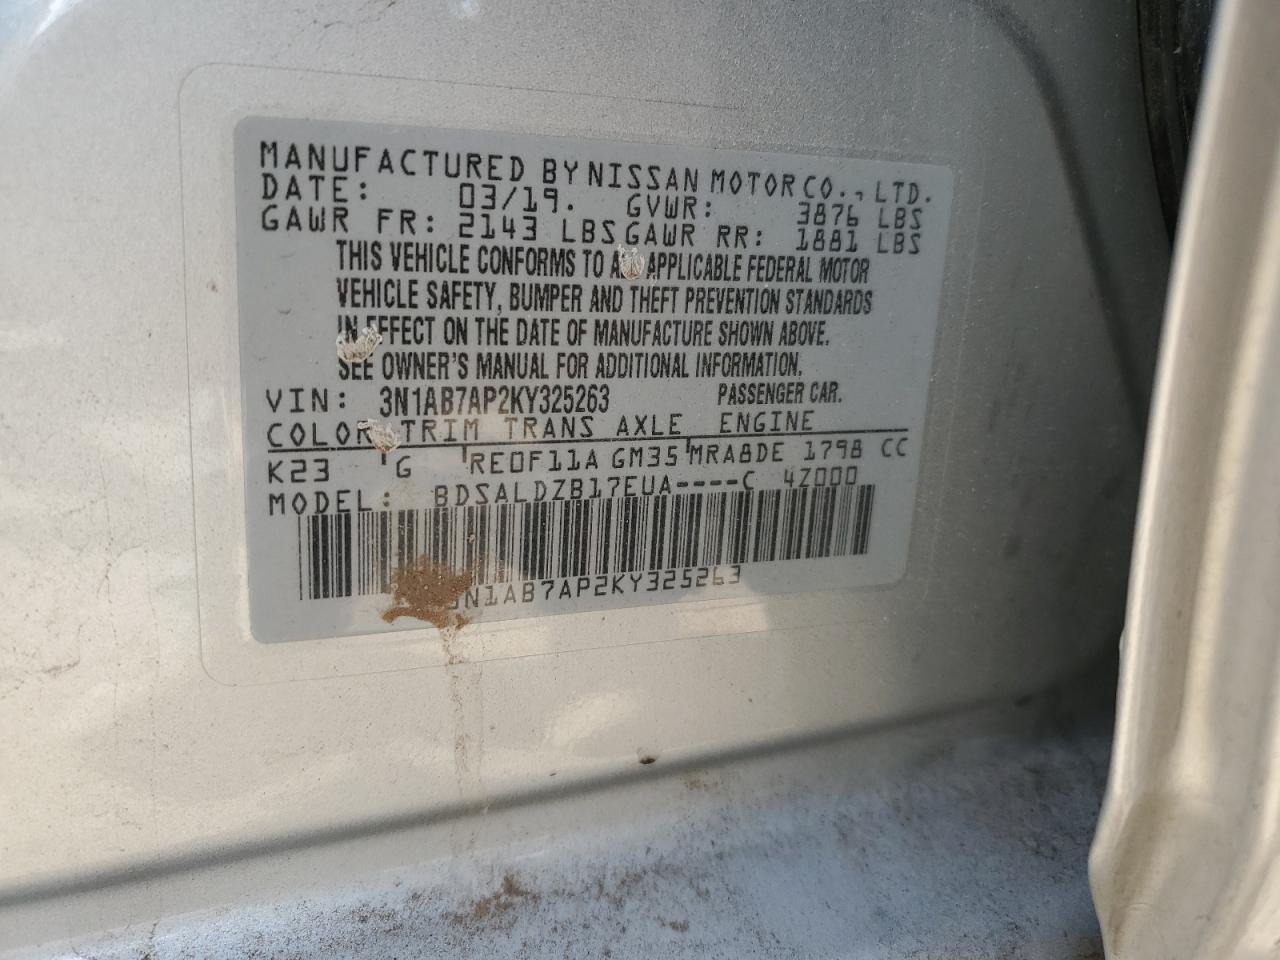 MANUFACTURED BY NISSAN MOTOR CO., LTD.
DATE: 03/19. GVWR: 3876 LBS
GAWR FR: 2143 LBS GAWR RR: 1881 LBS
THIS VEHICLE CONFORMS TO ALL APPLICABLE FEDERAL MOTOR
VEHICLE SAFETY, BUMPER AND THEFT PREVENTION STANDARDS
IN EFFECT ON THE DATE OF MANUFACTURE SHOWN ABOVE.
SEE OWNER'S MANUAL FOR ADDITIONAL INFORMATION.
VIN: 3N1AB7AP2KY325263 PASSENGER CAR.
COLOR TRIM TRANS AXLE ENGINE
K23 G RE0F11A GM35 MRA8DE 1798 CC
MODEL: BDSALDZB17EUA----C 4Z000
3N1AB7AP2KY325263